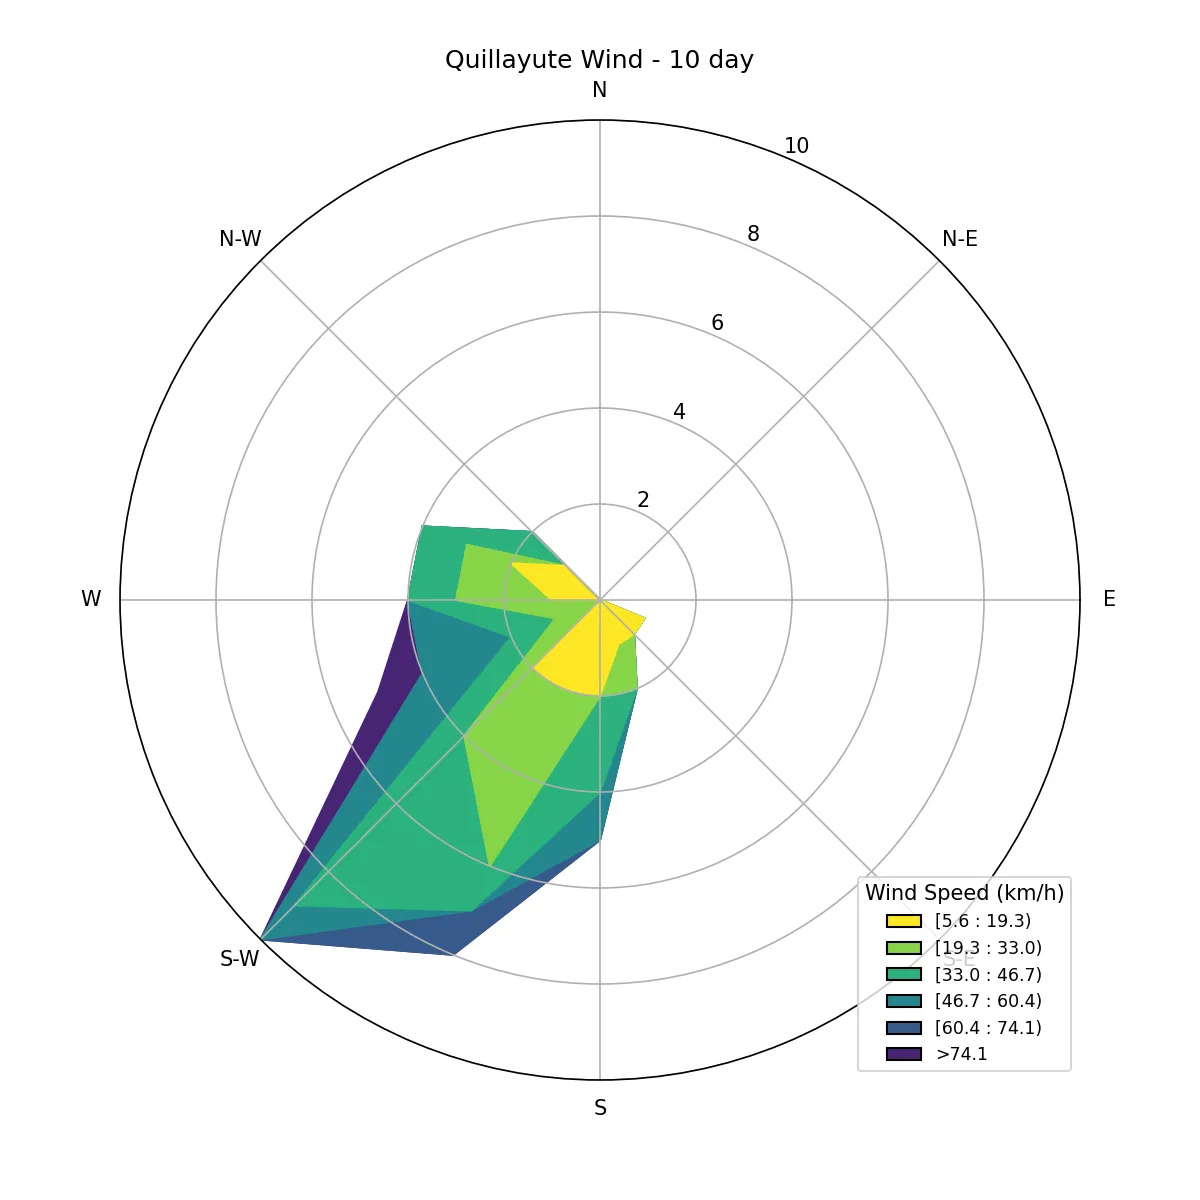 Quillayute Wind - 10 day
N
10
N-W
8
N-E
6
4
2
W
E
S-W
S-E
S
Wind Speed (km/h)
[5.6 : 19.3)
[19.3 : 33.0)
[33.0 : 46.7)
[46.7 : 60.4)
[60.4 : 74.1)
>74.1